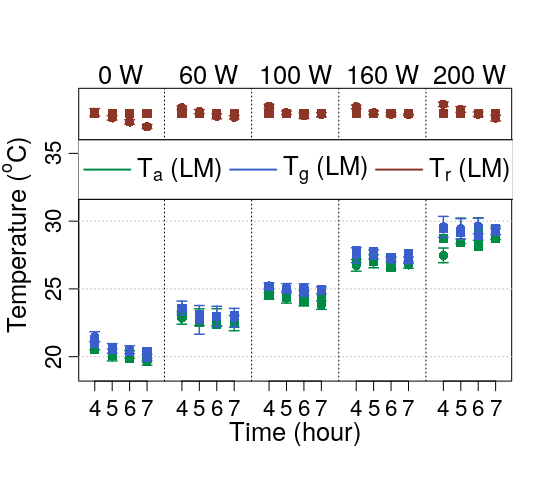 0 W 60 W 100 W 160 W 200 W
Tₐ (LM) T_g (LM) Tᵣ (LM)
Temperature (°C)
35
30
25
20
4 5 6 7 4 5 6 7 4 5 6 7 4 5 6 7 4 5 6 7
Time (hour)